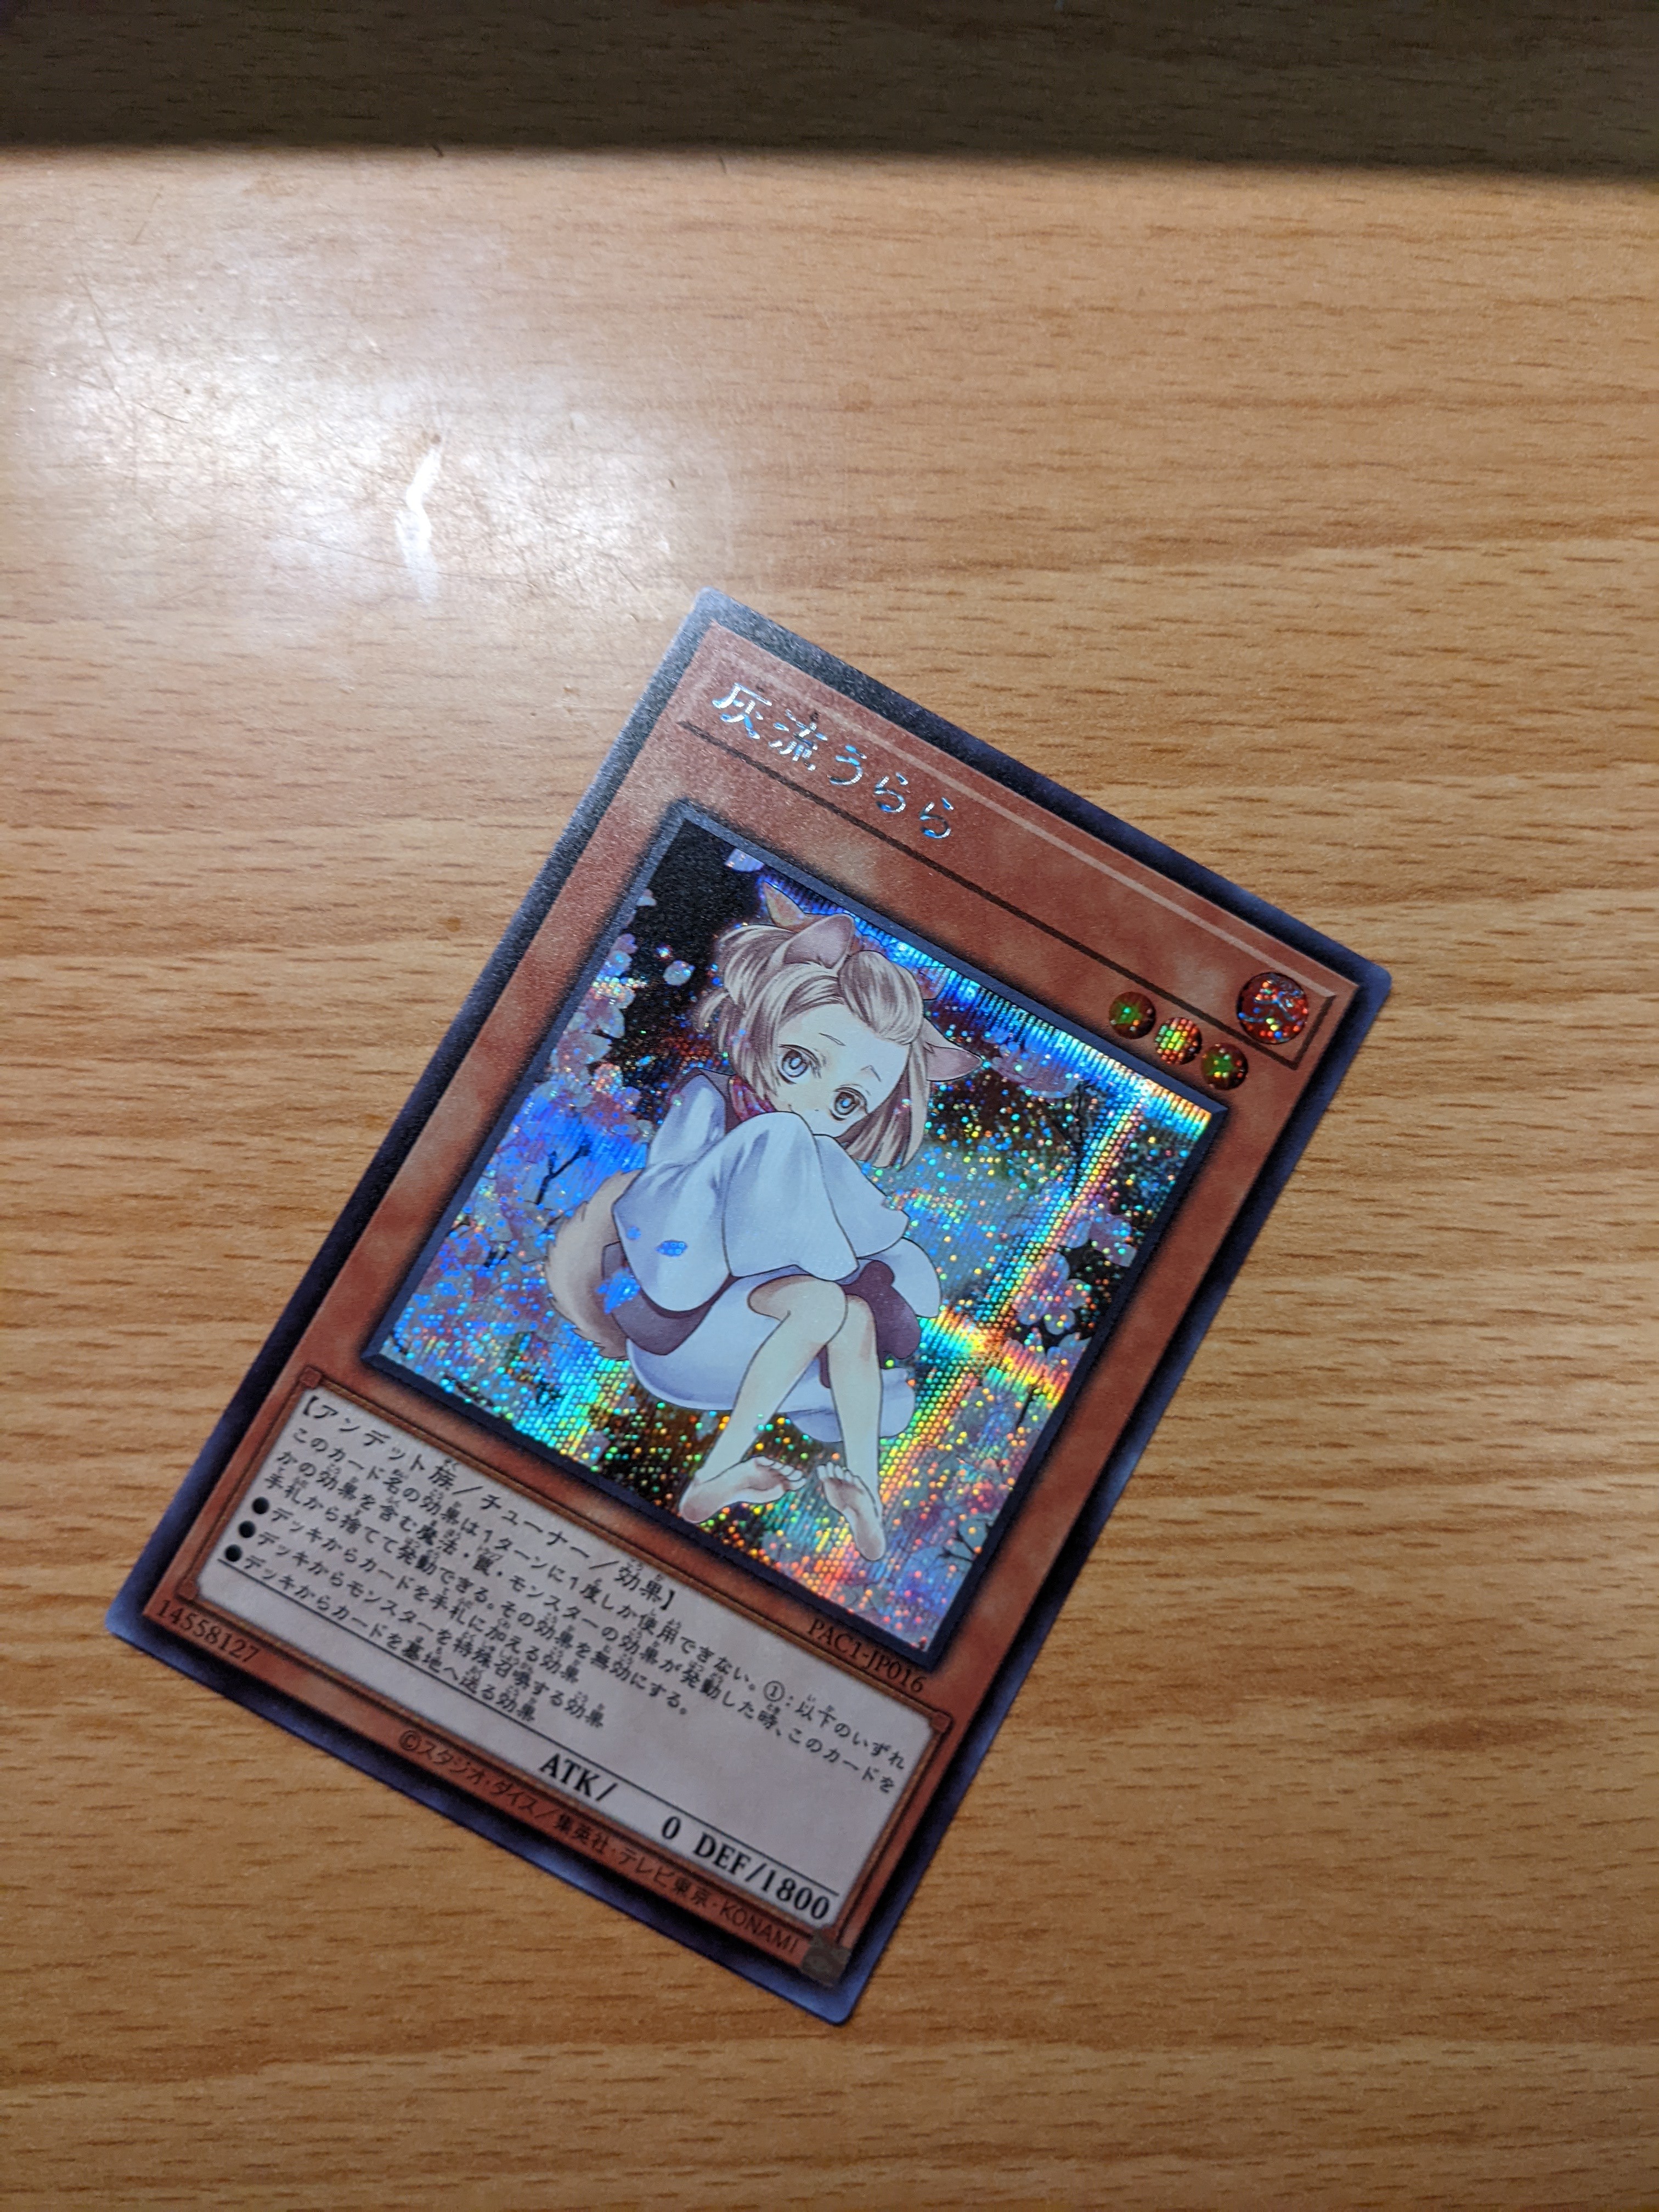 灰流うらら
炎
PAC1-JP016
【アンデット族／チューナー／効果】
このカード名の効果は１ターンに１度しか使用できない。①：以下のいずれ
かの効果を含む魔法・罠・モンスターの効果が発動した時、このカードを
手札から捨てて発動できる。その効果を無効にする。
●デッキからカードを手札に加える効果
●デッキからモンスターを特殊召喚する効果
●デッキからカードを墓地へ送る効果
ATK/ 0 DEF/1800
14558127
©スタジオ・ダイス／集英社・テレビ東京・KONAMI